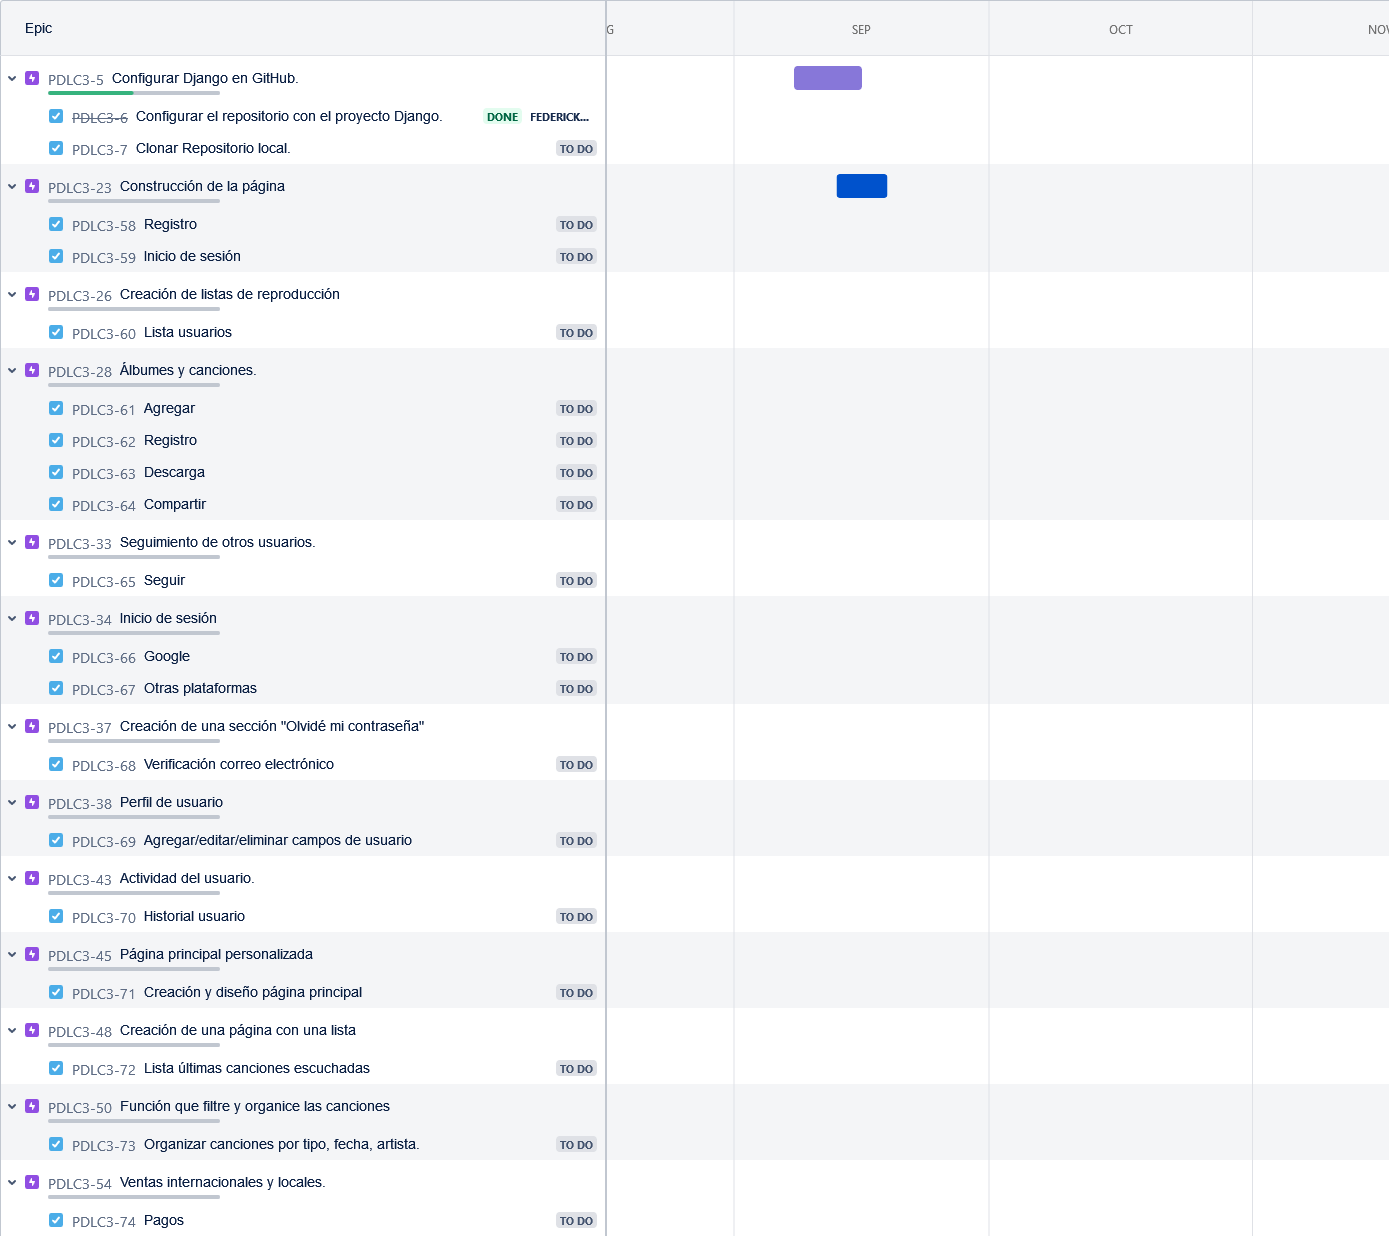 Epic
G SEP OCT NOV
PDLC3-5 Configurar Django en GitHub.
PDLC3-6 Configurar el repositorio con el proyecto Django. DONE FEDERICK...
PDLC3-7 Clonar Repositorio local. TO DO
PDLC3-23 Construcción de la página
PDLC3-58 Registro TO DO
PDLC3-59 Inicio de sesión TO DO
PDLC3-26 Creación de listas de reproducción
PDLC3-60 Lista usuarios TO DO
PDLC3-28 Álbumes y canciones.
PDLC3-61 Agregar TO DO
PDLC3-62 Registro TO DO
PDLC3-63 Descarga TO DO
PDLC3-64 Compartir TO DO
PDLC3-33 Seguimiento de otros usuarios.
PDLC3-65 Seguir TO DO
PDLC3-34 Inicio de sesión
PDLC3-66 Google TO DO
PDLC3-67 Otras plataformas TO DO
PDLC3-37 Creación de una sección "Olvidé mi contraseña"
PDLC3-68 Verificación correo electrónico TO DO
PDLC3-38 Perfil de usuario
PDLC3-69 Agregar/editar/eliminar campos de usuario TO DO
PDLC3-43 Actividad del usuario.
PDLC3-70 Historial usuario TO DO
PDLC3-45 Página principal personalizada
PDLC3-71 Creación y diseño página principal TO DO
PDLC3-48 Creación de una página con una lista
PDLC3-72 Lista últimas canciones escuchadas TO DO
PDLC3-50 Función que filtre y organice las canciones
PDLC3-73 Organizar canciones por tipo, fecha, artista. TO DO
PDLC3-54 Ventas internacionales y locales.
PDLC3-74 Pagos TO DO